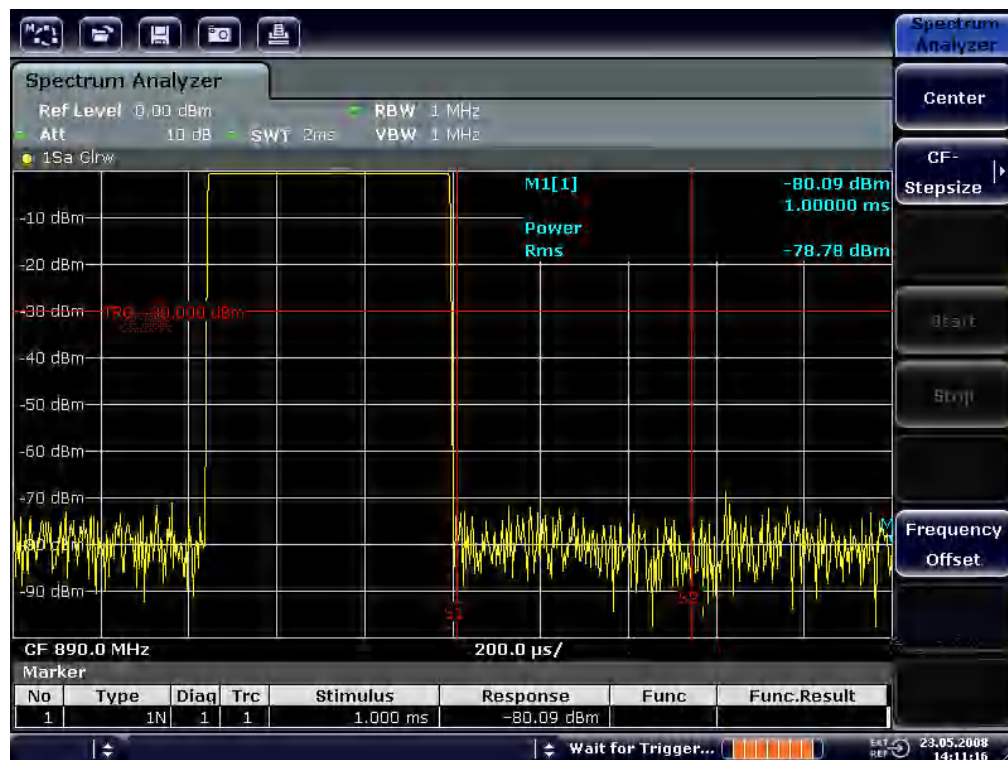 Spectrum Analyzer
Spectrum Analyzer
Ref Level 0.00 dBm RBW 1 MHz
Att 10 dB SWT 2ms VBW 1 MHz
1Sa Clrw
M1[1] -80.09 dBm
1.00000 ms
Power
Rms -78.78 dBm
-10 dBm
-20 dBm
-30 dBm TRG -30.000 dBm
-40 dBm
-50 dBm
-60 dBm
-70 dBm
-80 dBm
-90 dBm
S1 S2
CF 890.0 MHz 200.0 µs/
Marker
No Type Diag Trc Stimulus Response Func Func.Result
1 1N 1 1 1.000 ms -80.09 dBm
Wait for Trigger... EXT REF 23.05.2008
14:11:16
Center
CF-Stepsize
Start
Stop
Frequency Offset